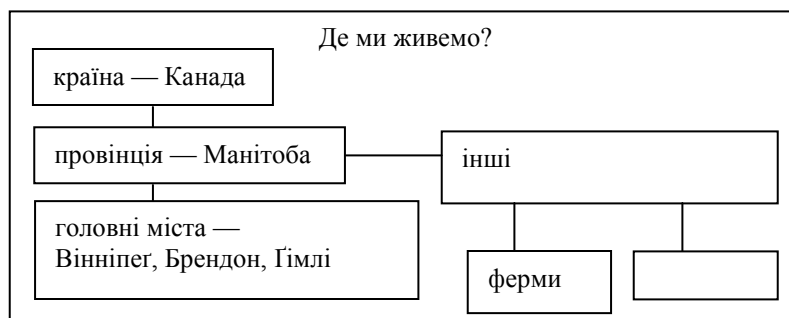 Де ми живемо?
країна — Канада
провінція — Манітоба
інші
головні міста —
Вінніпеґ, Брендон, Ґімлі
ферми